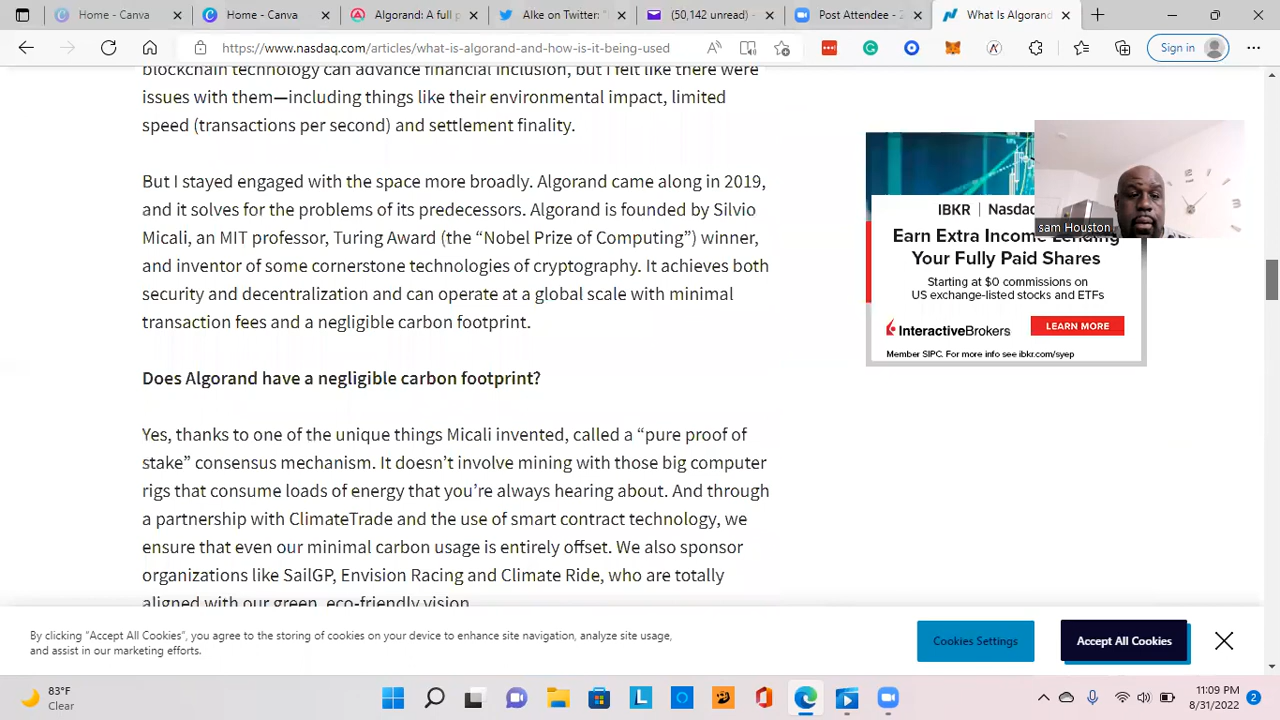 Home - Canva
Home - Canva
Algorand: A full p
Alke on Twitter: "
(50,142 unread) -
Post Attendee -
What Is Algoran
https://www.nasdaq.com/articles/what-is-algorand-and-how-is-it-being-used
Sign in
blockchain technology can advance financial inclusion, but I felt like there were
issues with them—including things like their environmental impact, limited
speed (transactions per second) and settlement finality.
But I stayed engaged with the space more broadly. Algorand came along in 2019,
and it solves for the problems of its predecessors. Algorand is founded by Silvio
Micali, an MIT professor, Turing Award (the “Nobel Prize of Computing”) winner,
and inventor of some cornerstone technologies of cryptography. It achieves both
security and decentralization and can operate at a global scale with minimal
transaction fees and a negligible carbon footprint.
Does Algorand have a negligible carbon footprint?
Yes, thanks to one of the unique things Micali invented, called a “pure proof of
stake” consensus mechanism. It doesn’t involve mining with those big computer
rigs that consume loads of energy that you’re always hearing about. And through
a partnership with ClimateTrade and the use of smart contract technology, we
ensure that even our minimal carbon usage is entirely offset. We also sponsor
organizations like SailGP, Envision Racing and Climate Ride, who are totally
aligned with our green, eco-friendly vision.
sam Houston
IBKR | Nasda
Earn Extra Income Lending
Your Fully Paid Shares
Starting at $0 commissions on
US exchange-listed stocks and ETFs
InteractiveBrokers
LEARN MORE
Member SIPC. For more info see ibkr.com/syep
By clicking “Accept All Cookies”, you agree to the storing of cookies on your device to enhance site navigation, analyze site usage,
and assist in our marketing efforts.
Cookies Settings
Accept All Cookies
83°F
Clear
11:09 PM
8/31/2022
2